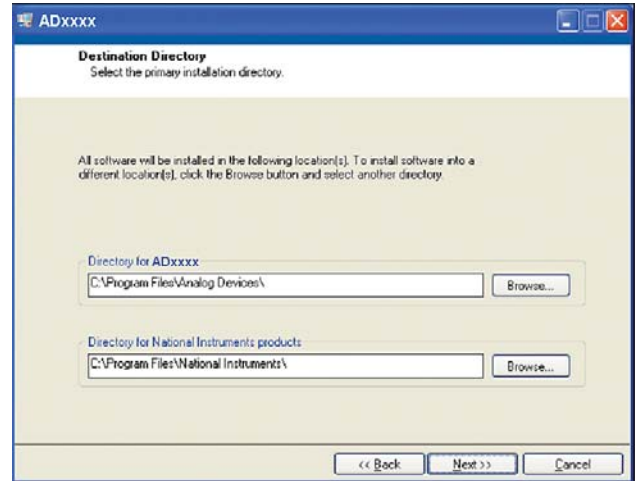 ADxxxx
Destination Directory
Select the primary installation directory.
All software will be installed in the following location(s). To install software into a
different location(s), click the Browse button and select another directory.
Directory for ADxxxx
C:\Program Files\Analog Devices\
Browse...
Directory for National Instruments products
C:\Program Files\National Instruments\
Browse...
<< Back
Next >>
Cancel